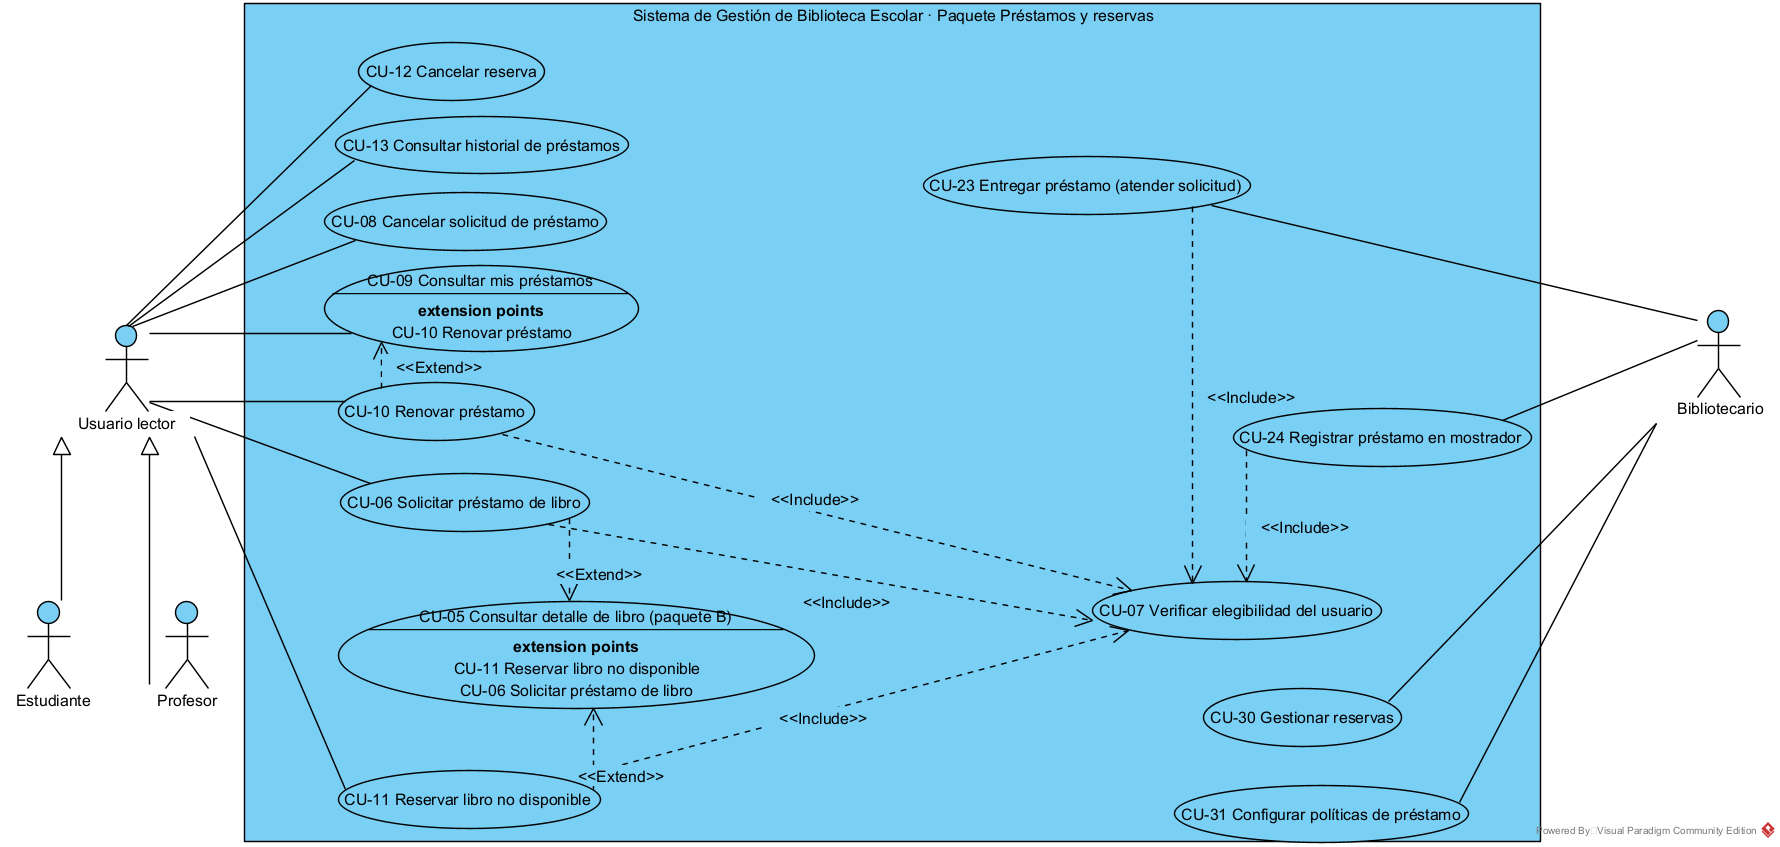 Sistema de Gestión de Biblioteca Escolar · Paquete Préstamos y reservas
CU-12 Cancelar reserva
CU-13 Consultar historial de préstamos
CU-23 Entregar préstamo (atender solicitud)
CU-08 Cancelar solicitud de préstamo
CU-09 Consultar mis préstamos
extension points
CU-10 Renovar préstamo
<<Extend>>
CU-10 Renovar préstamo
Usuario lector
<<Include>>
Bibliotecario
CU-24 Registrar préstamo en mostrador
CU-06 Solicitar préstamo de libro
<<Include>>
<<Include>>
<<Extend>>
<<Include>>
CU-07 Verificar elegibilidad del usuario
CU-05 Consultar detalle de libro (paquete B)
extension points
CU-11 Reservar libro no disponible
CU-06 Solicitar préstamo de libro
Estudiante
Profesor
<<Include>>
CU-30 Gestionar reservas
<<Extend>>
CU-11 Reservar libro no disponible
CU-31 Configurar políticas de préstamo
Powered By Visual Paradigm Community Edition